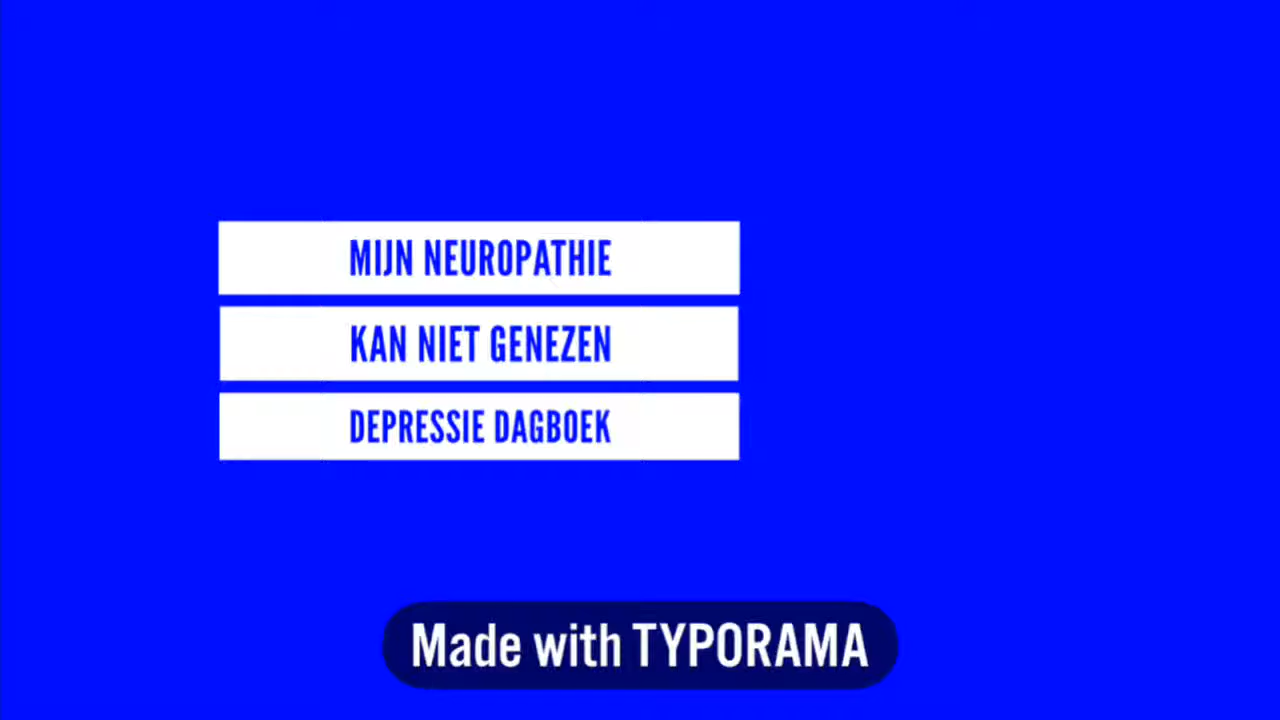 MIJN NEUROPATHIE
KAN NIET GENEZEN
DEPRESSIE DAGBOEK
Made with TYPORAMA